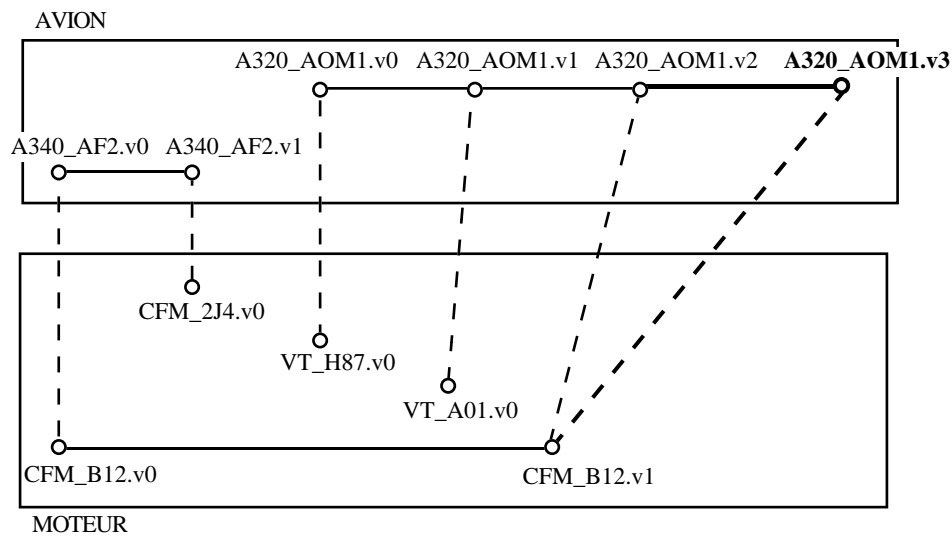 AVION
A320_AOM1.v0 A320_AOM1.v1 A320_AOM1.v2 A320_AOM1.v3
A340_AF2.v0 A340_AF2.v1
CFM_2J4.v0
VT_H87.v0
VT_A01.v0
CFM_B12.v0 CFM_B12.v1
MOTEUR